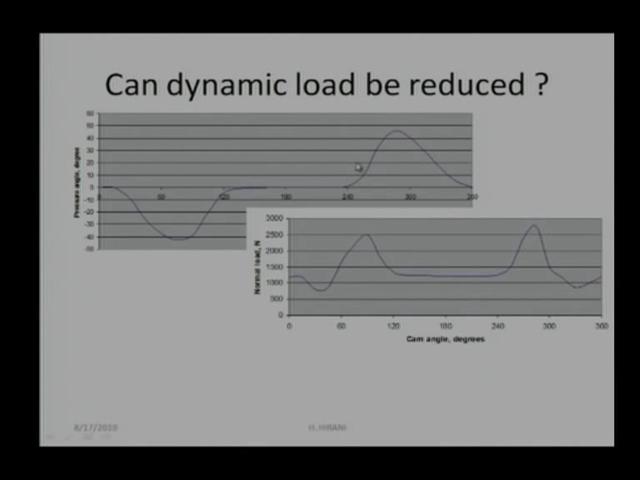 Can dynamic load be reduced ?
Pressure angle, degrees
60
50
40
30
20
10
0
-10
-20
-30
-40
-50
0 60 120 180 240 300 360
Normal load, N
3000
2500
2000
1500
1000
500
0
0 60 120 180 240 300 360
Cam angle, degrees
8/17/2010
H. HIRANI